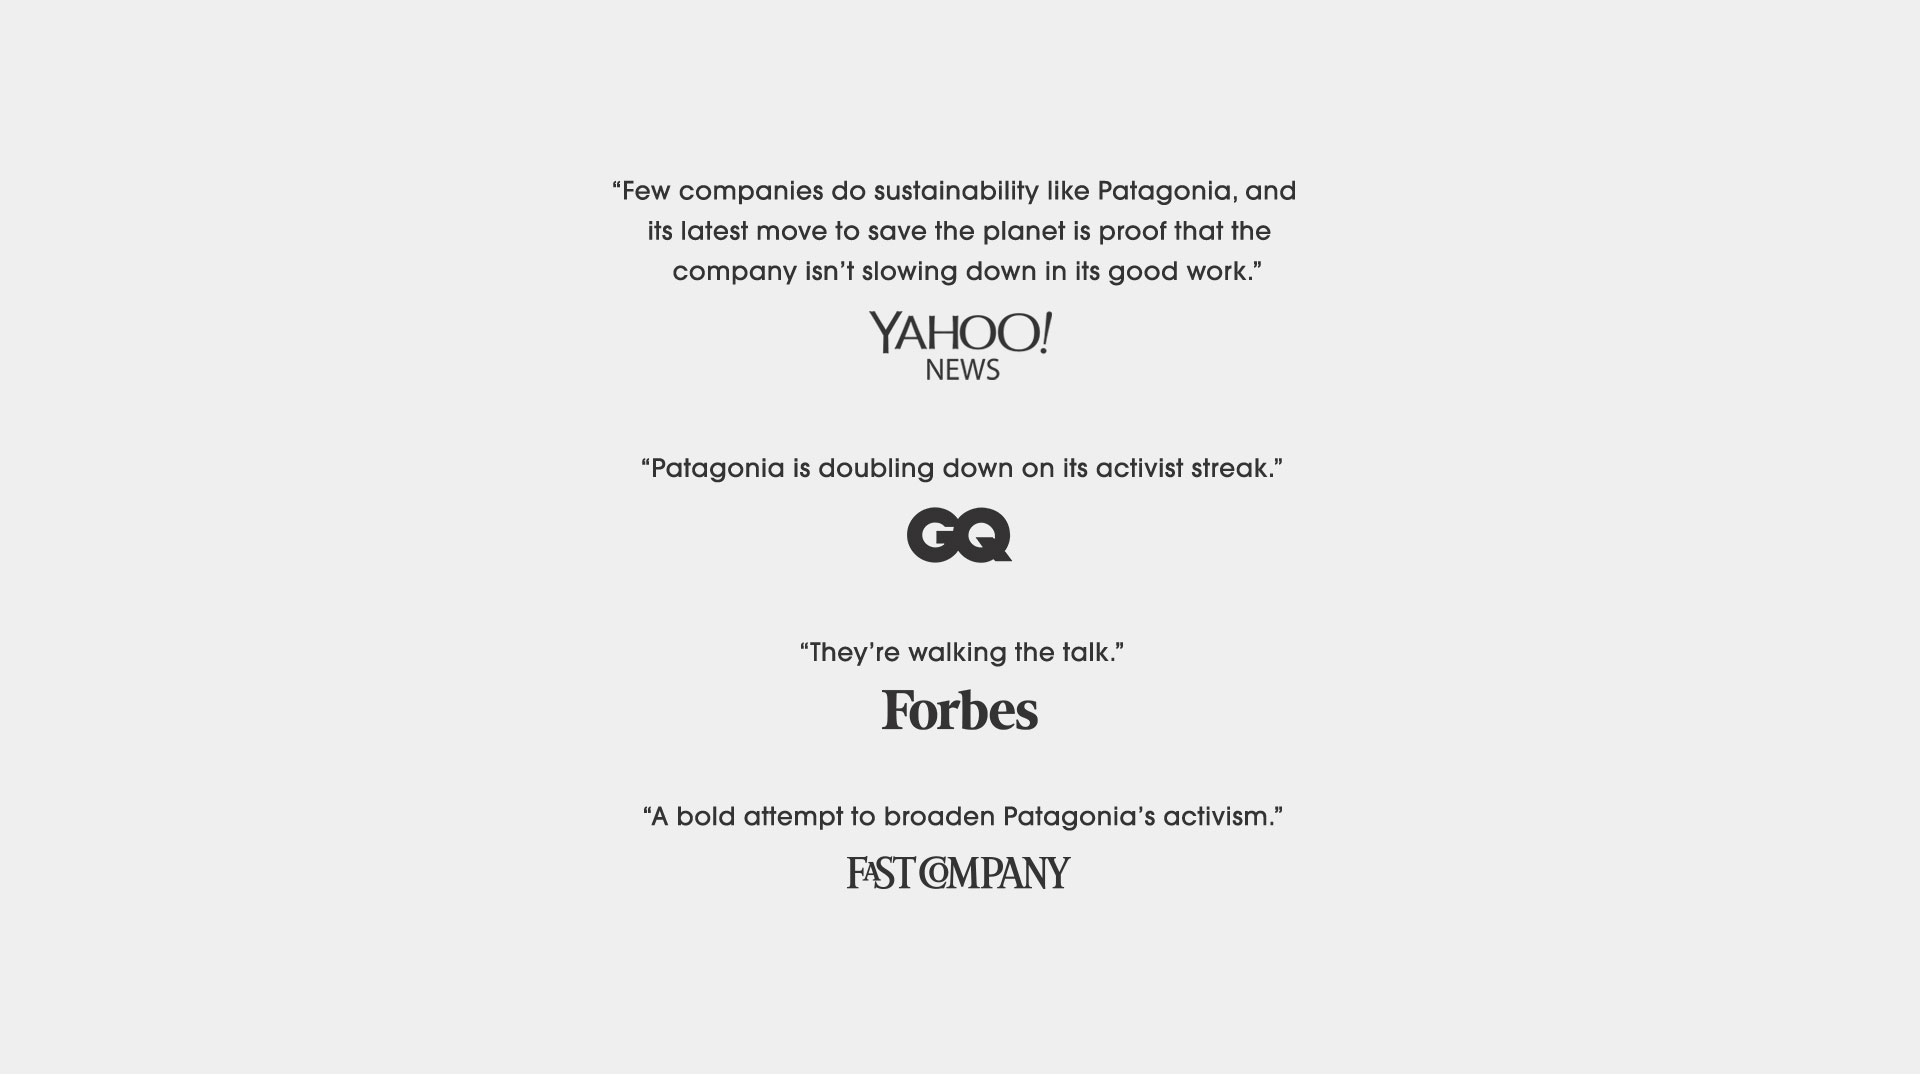 “Few companies do sustainability like Patagonia, and
its latest move to save the planet is proof that the
company isn’t slowing down in its good work.”
YAHOO!
NEWS
“Patagonia is doubling down on its activist streak.”
GQ
“They’re walking the talk.”
Forbes
“A bold attempt to broaden Patagonia’s activism.”
FAST COMPANY